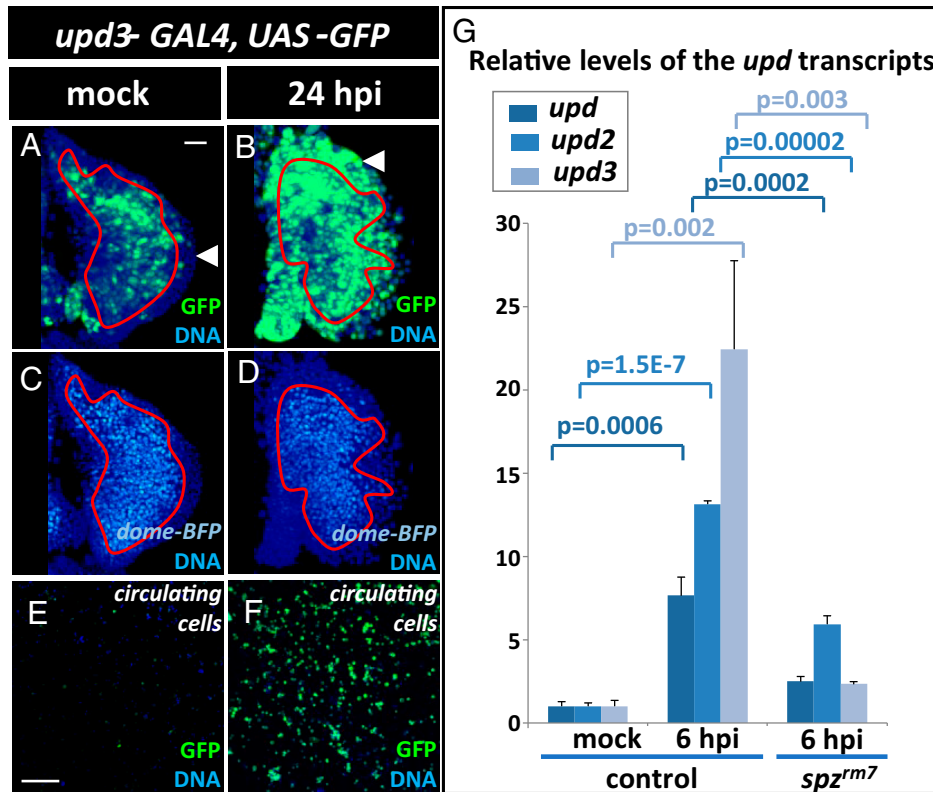 upd3- GAL4, UAS -GFP
mock
24 hpi
A
GFP
DNA
B
GFP
DNA
C
dome-BFP
DNA
D
dome-BFP
DNA
E
circulating
cells
GFP
DNA
F
circulating
cells
GFP
DNA
G
Relative levels of the upd transcripts
upd
upd2
upd3
p=0.003
p=0.00002
p=0.0002
p=0.002
p=1.5E-7
p=0.0006
30
25
20
15
10
5
0
mock
6 hpi
6 hpi
control
spzrm7